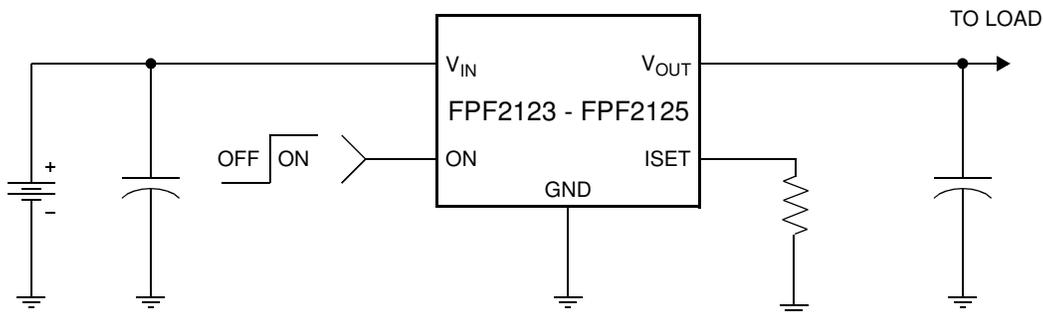 TO LOAD
VIN
VOUT
FPF2123 - FPF2125
OFF
ON
ON
ISET
GND
+
−